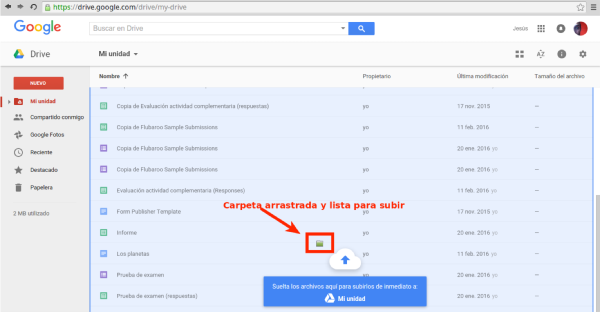 https://drive.google.com/drive/my-drive
Google
Buscar en Drive
Jesús
Drive
Mi unidad
NUEVO
Mi unidad
Compartido conmigo
Google Fotos
Reciente
Destacado
Papelera
2 MB utilizado
Nombre ↑ Propietario Última modificación Tamaño del archivo
Copia de Evaluación actividad complementaria (respuestas) yo 17 nov. 2015 —
Copia de Flubaroo Sample Submissions yo 11 feb. 2016 —
Copia de Flubaroo Sample Submissions yo 20 ene. 2016 yo —
Copia de Flubaroo Sample Submissions yo 20 ene. 2016 yo —
Evaluación actividad complememaria (Responses) yo 11 feb. 2016 yo —
Form Publisher Template yo 17 nov. 2015 yo —
Carpeta arrastrada y lista para subir
Informe yo 20 ene. 2016 yo —
Los planetas yo 11 feb. 2016 yo —
Prueba de examen yo 20 ene. 2016 yo —
Prueba de examen (respuestas) yo 20 ene. 2016 yo —
Suelta los archivos aquí para subirlos de inmediato a:
Mi unidad